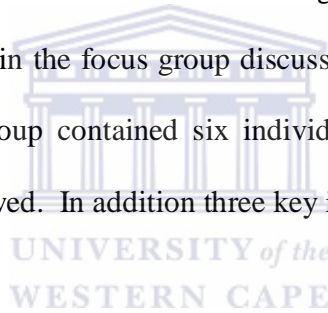 in the focus group discuss
oup contained six individ
ved. In addition three key i
UNIVERSITY of the
WESTERN CAPE